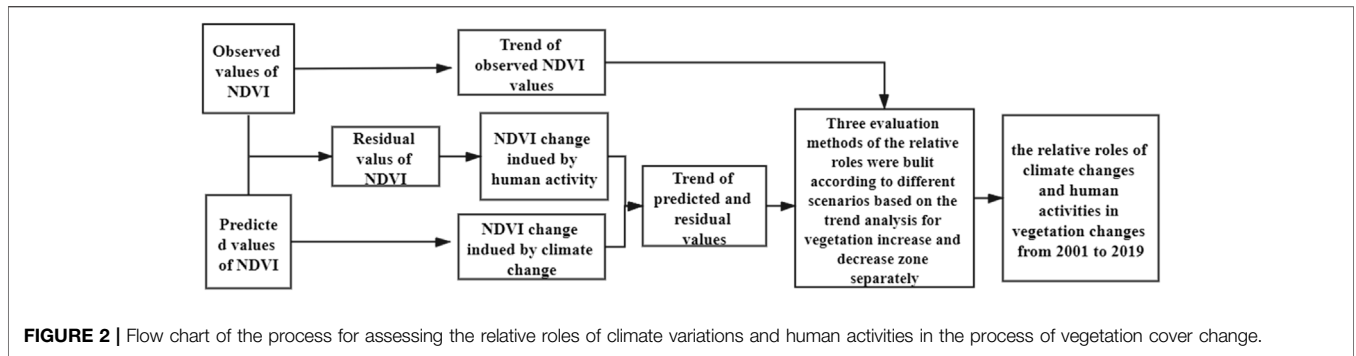 Observed
values of
NDVI
Trend of
observed NDVI
values
Residual
valus of
NDVI
NDVI change
indued by
human activity
Predicte
d values
of NDVI
NDVI change
indued by climate
change
Trend of
predicted and
residual
values
Three evaluation
methods of the relative
roles were bulit
according to different
scenarios based on the
trend analysis for
vegetation increase and
decrease zone
separately
the relative roles of
climate changes
and human
activities in
vegetation changes
from 2001 to 2019
FIGURE 2 | Flow chart of the process for assessing the relative roles of climate variations and human activities in the process of vegetation cover change.